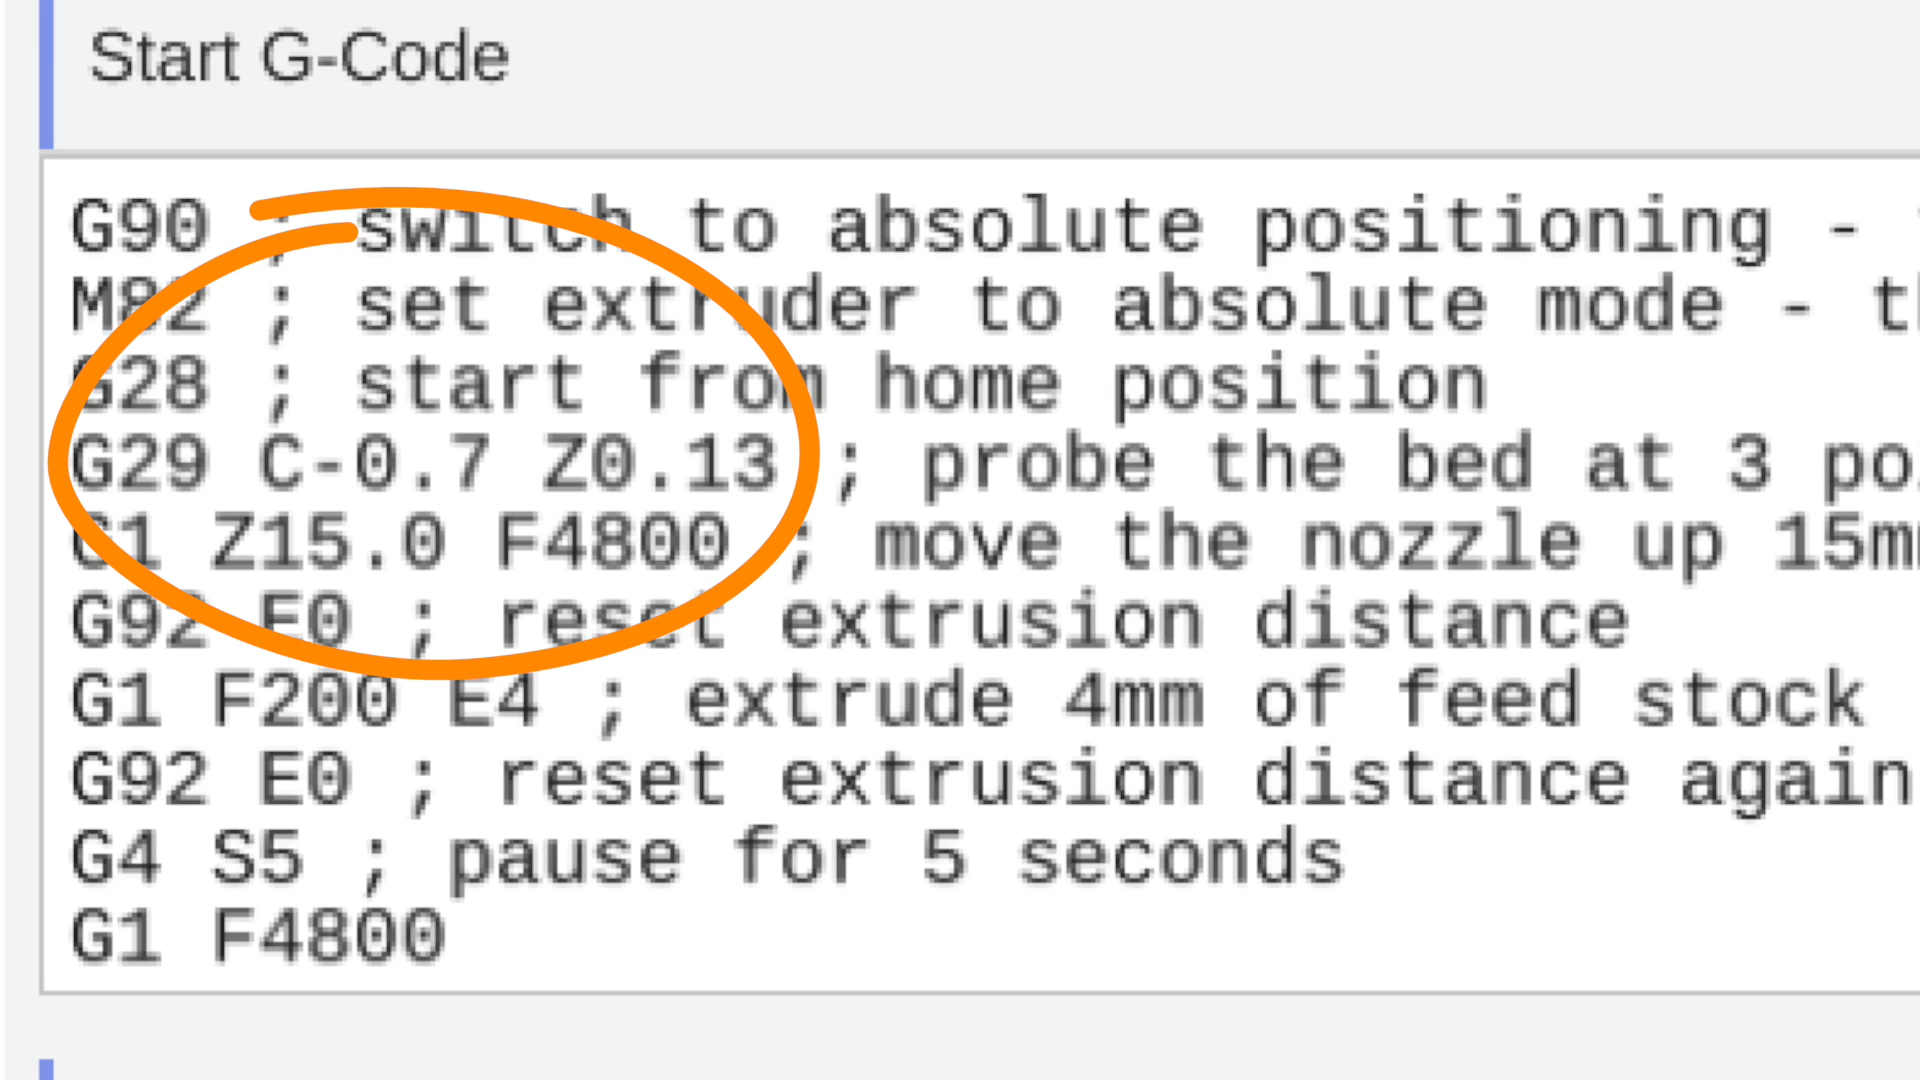 Start G-Code
G90 ; switch to absolute positioning -
M82 ; set extruder to absolute mode -
G28 ; start from home position
G29 C-0.7 Z0.13 ; probe the bed at 3
G1 Z15.0 F4800 ; move the nozzle up
G92 E0 ; reset extrusion distance
G1 F200 E4 ; extrude 4mm of feed stock
G92 E0 ; reset extrusion distance again
G4 S5 ; pause for 5 seconds
G1 F4800